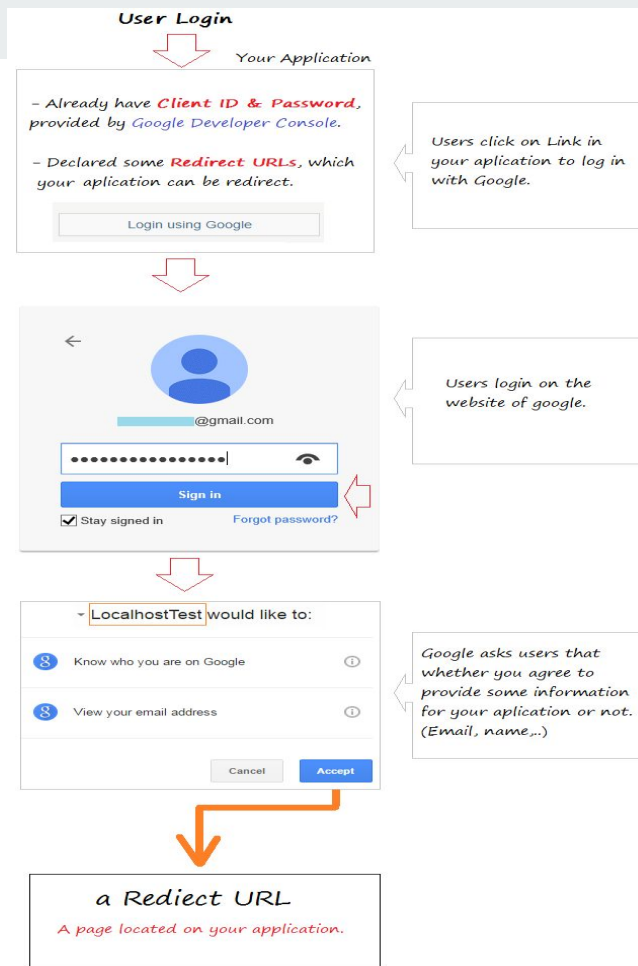 User Login
Your Application
- Already have Client ID & Password,
provided by Google Developer Console.
- Declared some Redirect URLs, which
your aplication can be redirect.
Login using Google
Users click on Link in
your aplication to log in
with Google.
@gmail.com
Sign in
Stay signed in
Forgot password?
Users login on the
website of google.
LocalhostTest would like to:
8 Know who you are on Google
8 View your email address
Cancel
Accept
Google asks users that
whether you agree to
provide some information
for your aplication or not.
(Email, name,..)
a Rediect URL
A page located on your application.